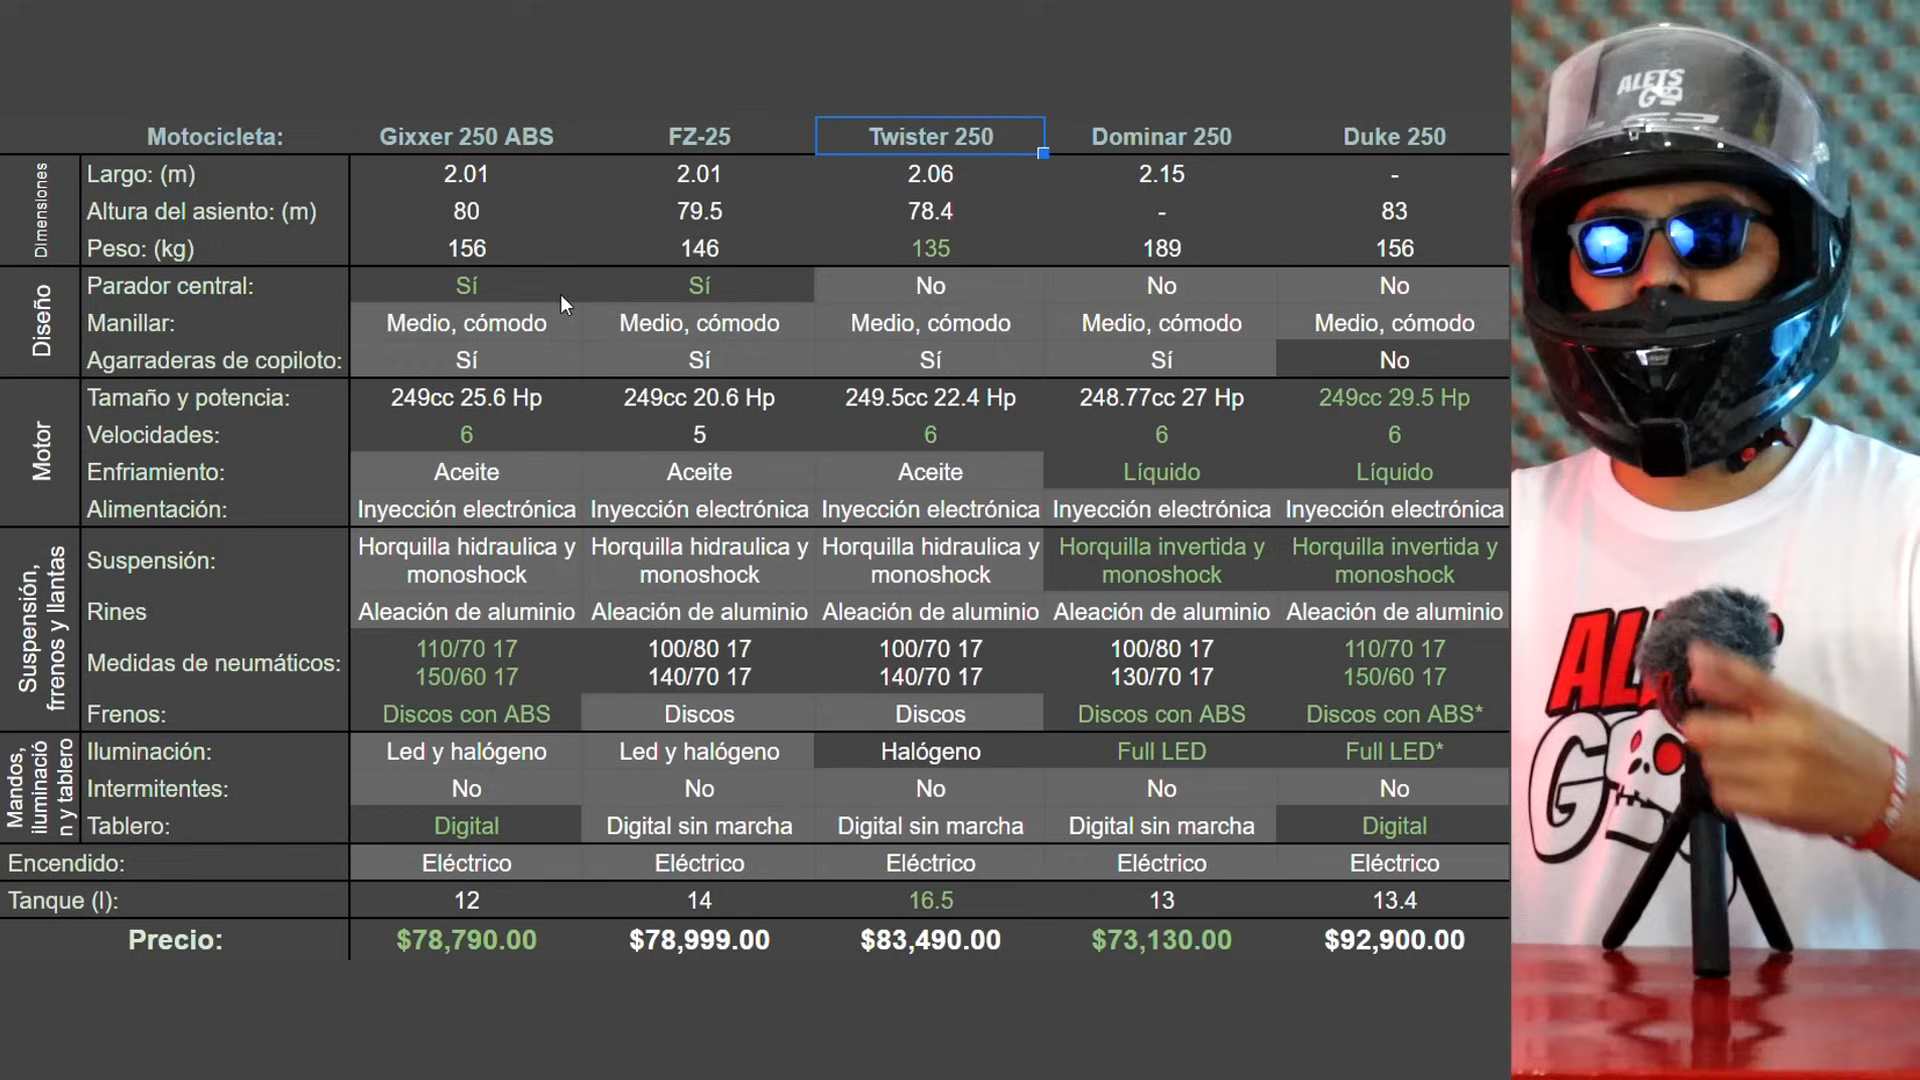 Motocicleta: Gixxer 250 ABS FZ-25 Twister 250 Dominar 250 Duke 250
Dimensiones
Largo: (m) 2.01 2.01 2.06 2.15 -
Altura del asiento: (m) 80 79.5 78.4 - 83
Peso: (kg) 156 146 135 189 156
Diseño
Parador central: Sí Sí No No No
Manillar: Medio, cómodo Medio, cómodo Medio, cómodo Medio, cómodo Medio, cómodo
Agarraderas de copiloto: Sí Sí Sí Sí No
Motor
Tamaño y potencia: 249cc 25.6 Hp 249cc 20.6 Hp 249.5cc 22.4 Hp 248.77cc 27 Hp 249cc 29.5 Hp
Velocidades: 6 5 6 6 6
Enfriamiento: Aceite Aceite Aceite Líquido Líquido
Alimentación: Inyección electrónica Inyección electrónica Inyección electrónica Inyección electrónica Inyección electrónica
Suspensión,
frrenos y llantas
Suspensión: Horquilla hidraulica y Horquilla hidraulica y Horquilla hidraulica y Horquilla invertida y Horquilla invertida y
monoshock monoshock monoshock monoshock monoshock
Rines Aleación de aluminio Aleación de aluminio Aleación de aluminio Aleación de aluminio Aleación de aluminio
Medidas de neumáticos: 110/70 17 100/80 17 100/70 17 100/80 17 110/70 17
150/60 17 140/70 17 140/70 17 130/70 17 150/60 17
Frenos: Discos con ABS Discos Discos Discos con ABS Discos con ABS*
Mandos,
iluminació
n y tablero
Iluminación: Led y halógeno Led y halógeno Halógeno Full LED Full LED*
Intermitentes: No No No No No
Tablero: Digital Digital sin marcha Digital sin marcha Digital sin marcha Digital
Encendido: Eléctrico Eléctrico Eléctrico Eléctrico Eléctrico
Tanque (l): 12 14 16.5 13 13.4
Precio: $78,790.00 $78,999.00 $83,490.00 $73,130.00 $92,900.00
ALETS